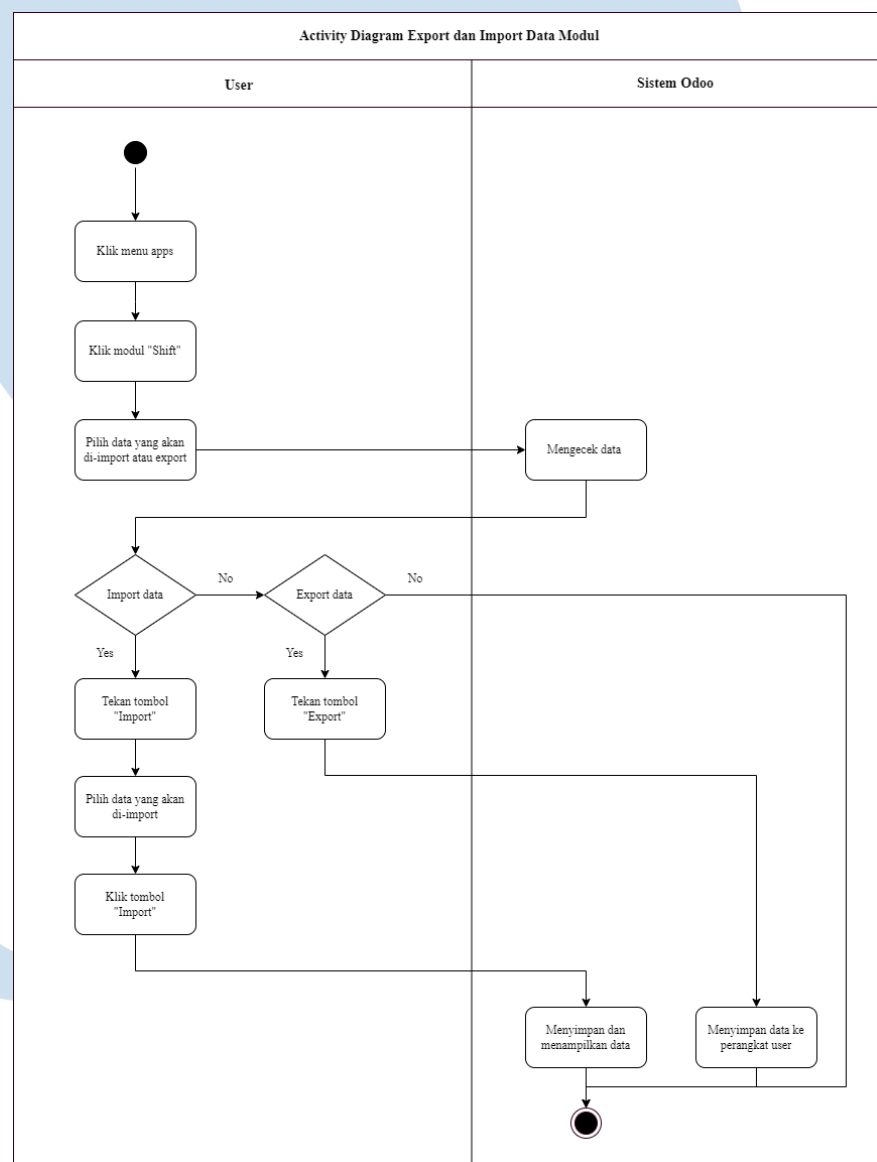 Activity Diagram Export dan Import Data Modul
User
Sistem Odoo
Klik menu apps
Klik modul "Shift"
Pilih data yang akan
di-import atau export
Mengecek data
Import data
No
Export data
No
Yes
Yes
Tekan tombol
"Import"
Tekan tombol
"Export"
Pilih data yang akan
di-import
Klik tombol
"Import"
Menyimpan dan
menampilkan data
Menyimpan data ke
perangkat user